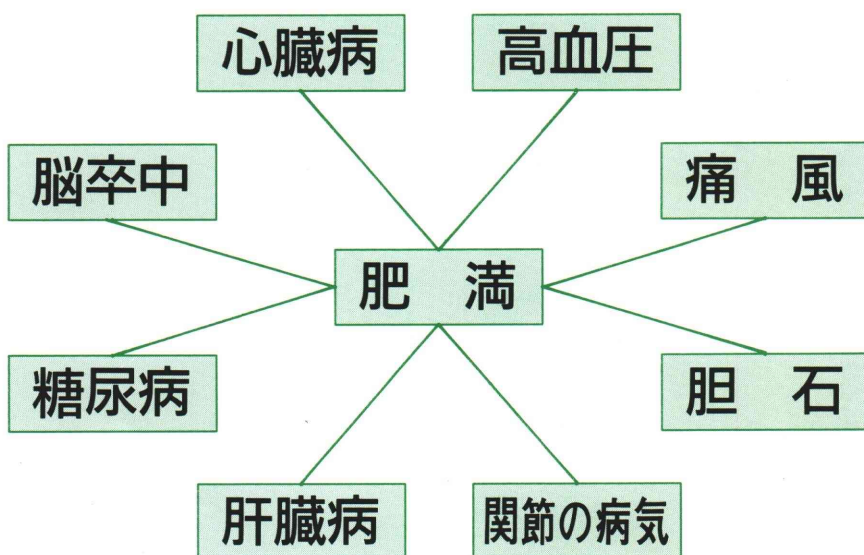 心臓病
高血圧
脳卒中
痛　風
肥　満
糖尿病
胆　石
肝臓病
関節の病気